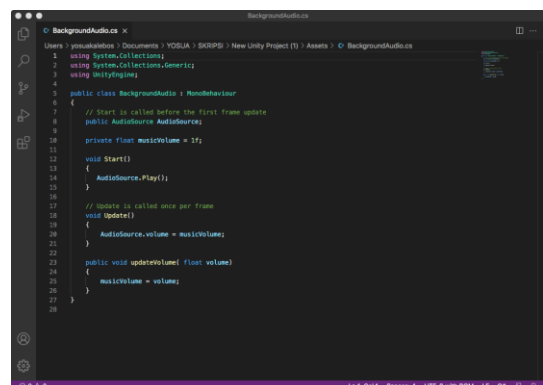 BackgroundAudio.cs
BackgroundAudio.cs ×
Users > yosuakalebos > Documents > YOSUA > SKRIPSI > New Unity Project (1) > Assets > BackgroundAudio.cs
1 using System.Collections;
2 using System.Collections.Generic;
3 using UnityEngine;
4
5 public class BackgroundAudio : MonoBehaviour
6 {
7 // Start is called before the first frame update
8 public AudioSource AudioSource;
9
10 private float musicVolume = 1f;
11
12 void Start()
13 {
14 AudioSource.Play();
15 }
16
17 // Update is called once per frame
18 void Update()
19 {
20 AudioSource.volume = musicVolume;
21 }
22
23 public void updateVolume( float volume)
24 {
25 musicVolume = volume;
26 }
27 }
28